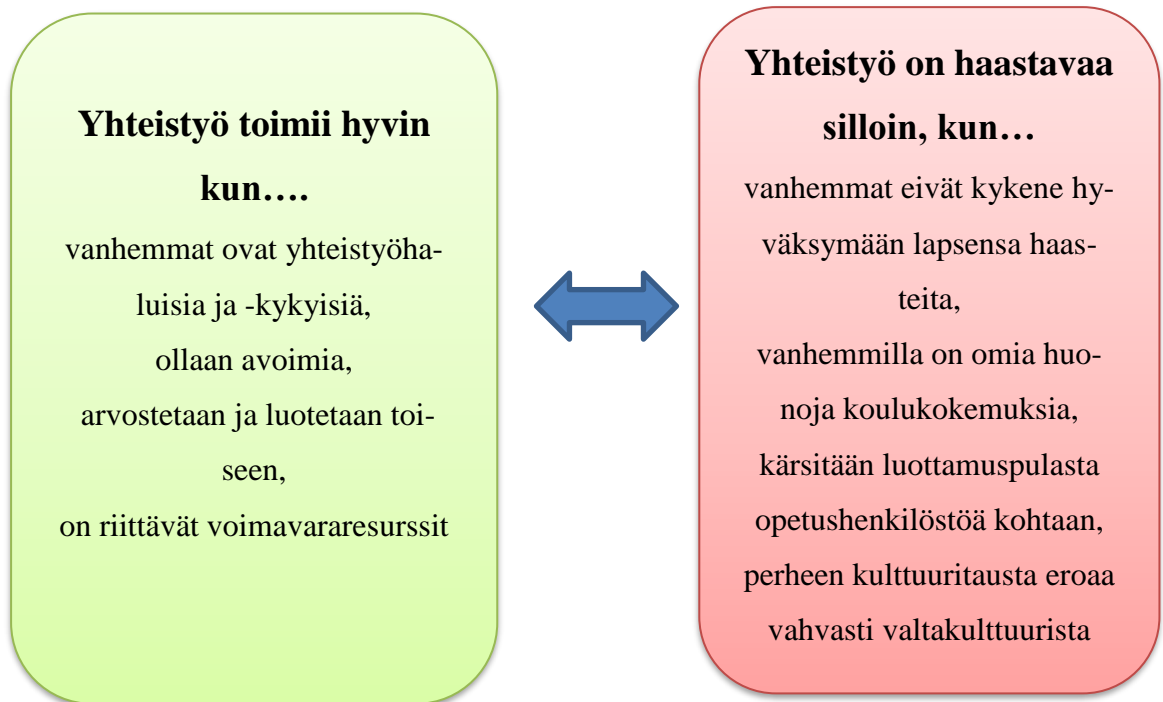 Yhteistyö toimii hyvin
kun….
vanhemmat ovat yhteistyöha-
luisia ja -kykyisiä,
ollaan avoimia,
arvostetaan ja luotetaan toi-
seen,
on riittävät voimavararesurssit
Yhteistyö on haastavaa
silloin, kun…
vanhemmat eivät kykene hy-
väksymään lapsensa haas-
teita,
vanhemmilla on omia huo-
noja koulukokemuksia,
kärsitään luottamuspulasta
opetushenkilöstöä kohtaan,
perheen kulttuuritausta eroaa
vahvasti valtakulttuurista